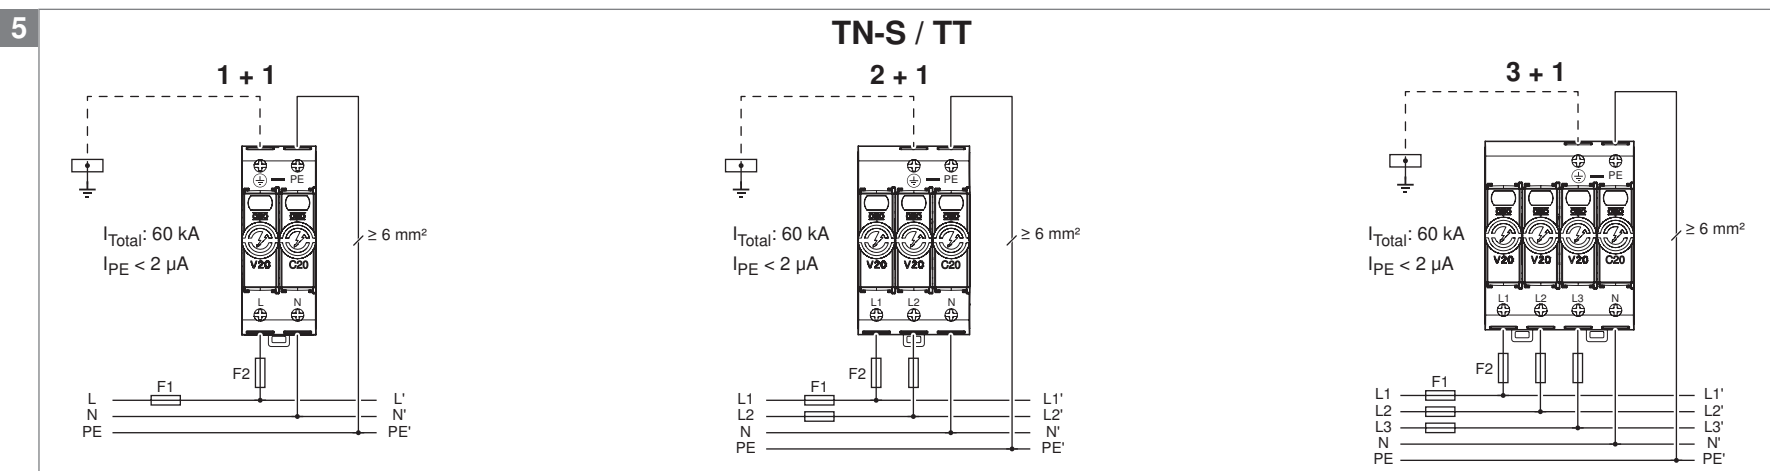 5
TN-S / TT
1 + 1
PE
I_Total: 60 kA
I_PE < 2 µA
≥ 6 mm²
V20 C20
L N
F2
F1
L L'
N N'
PE PE'
2 + 1
PE
I_Total: 60 kA
I_PE < 2 µA
≥ 6 mm²
V20 V20 C20
L1 L2 N
F2
F1
L1 L1'
L2 L2'
N N'
PE PE'
3 + 1
PE
I_Total: 60 kA
I_PE < 2 µA
≥ 6 mm²
V20 V20 V20 C20
L1 L2 L3 N
F2
F1
L1 L1'
L2 L2'
L3 L3'
N N'
PE PE'